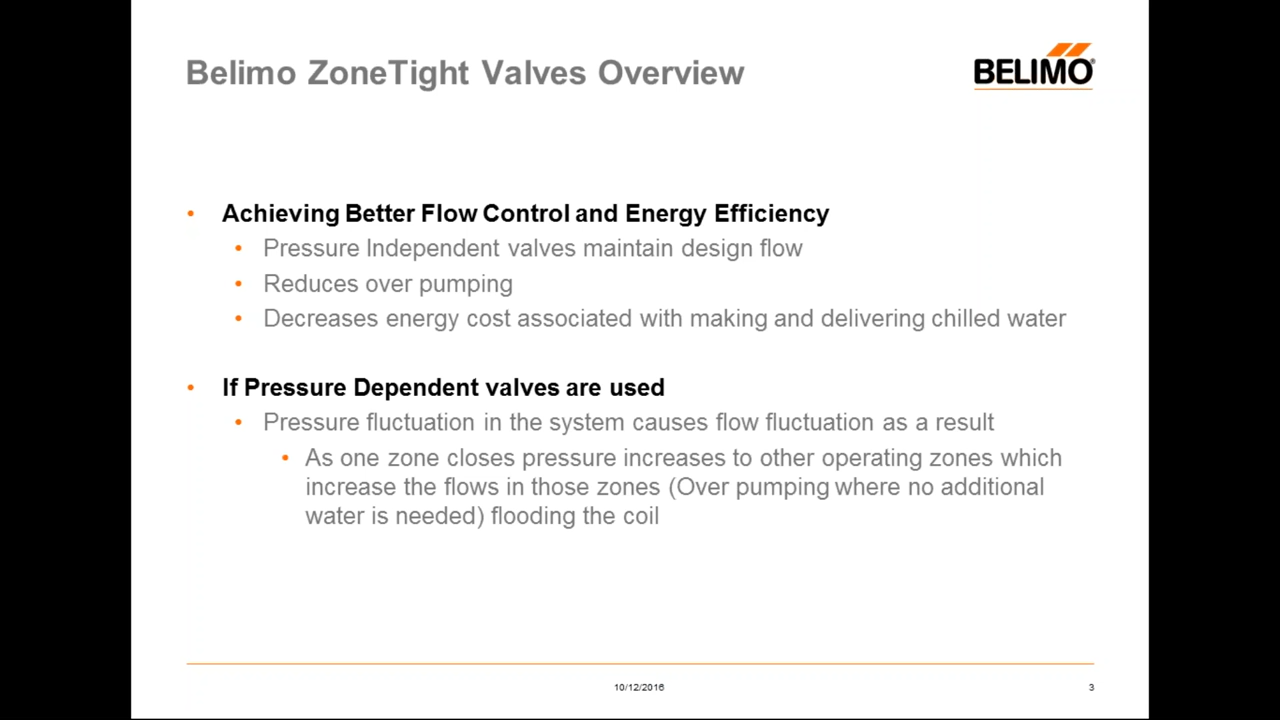 Belimo ZoneTight Valves Overview
BELIMO®
• Achieving Better Flow Control and Energy Efficiency
• Pressure Independent valves maintain design flow
• Reduces over pumping
• Decreases energy cost associated with making and delivering chilled water
• If Pressure Dependent valves are used
• Pressure fluctuation in the system causes flow fluctuation as a result
• As one zone closes pressure increases to other operating zones which
increase the flows in those zones (Over pumping where no additional
water is needed) flooding the coil
10/12/2016
3